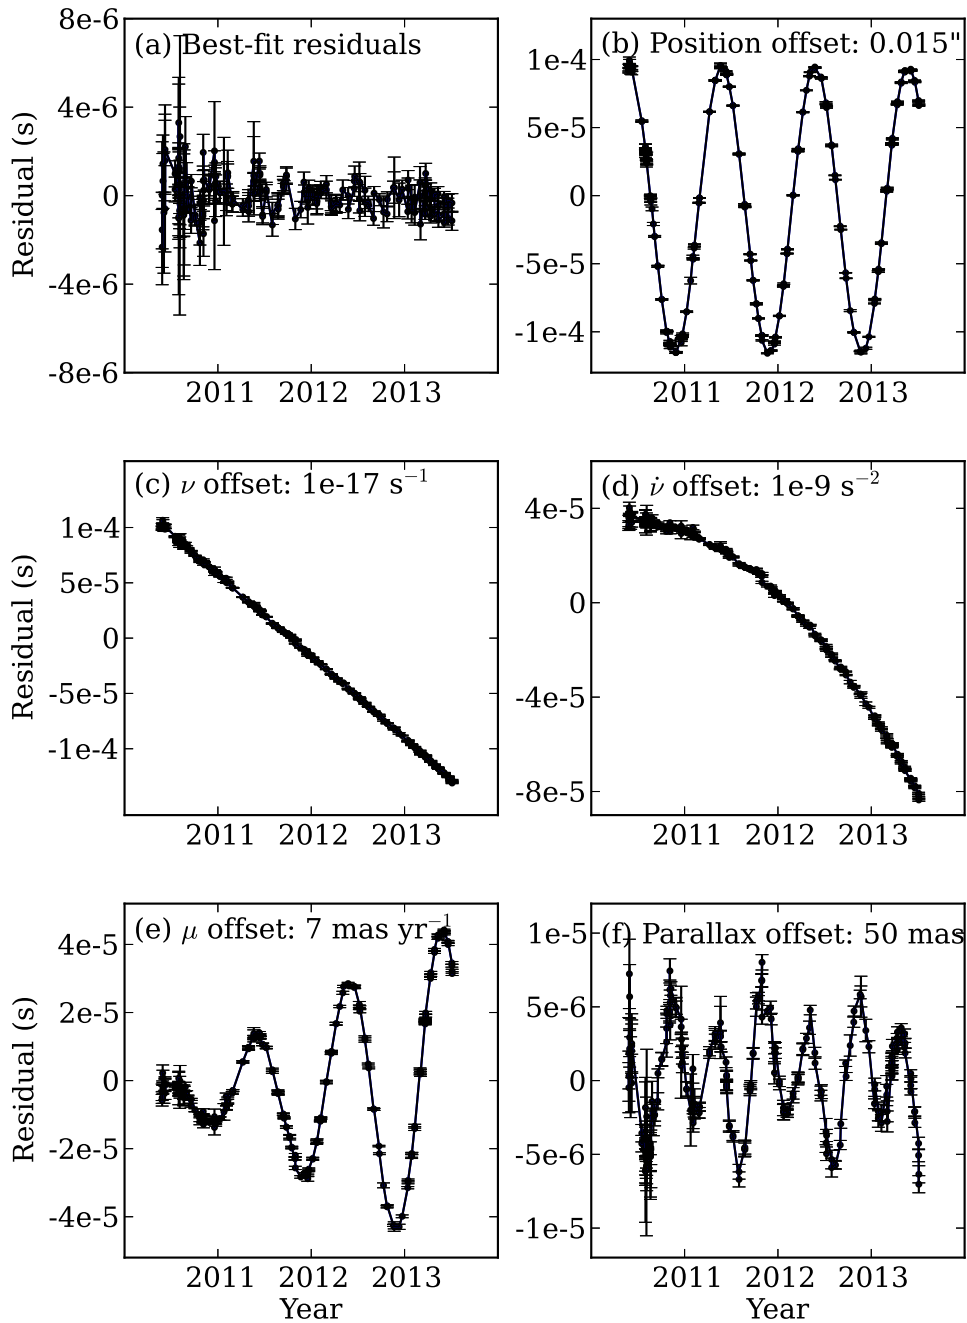 (a) Best-fit residuals
8e-6
4e-6
0
-4e-6
-8e-6
Residual (s)
2011 2012 2013
(b) Position offset: 0.015"
1e-4
5e-5
0
-5e-5
-1e-4
2011 2012 2013
(c) ν offset: 1e-17 s⁻¹
1e-4
5e-5
0
-5e-5
-1e-4
Residual (s)
2011 2012 2013
(d) ν̇ offset: 1e-9 s⁻²
4e-5
0
-4e-5
-8e-5
2011 2012 2013
(e) μ offset: 7 mas yr⁻¹
4e-5
2e-5
0
-2e-5
-4e-5
Residual (s)
2011 2012 2013
Year
(f) Parallax offset: 50 mas
1e-5
5e-6
0
-5e-6
-1e-5
2011 2012 2013
Year